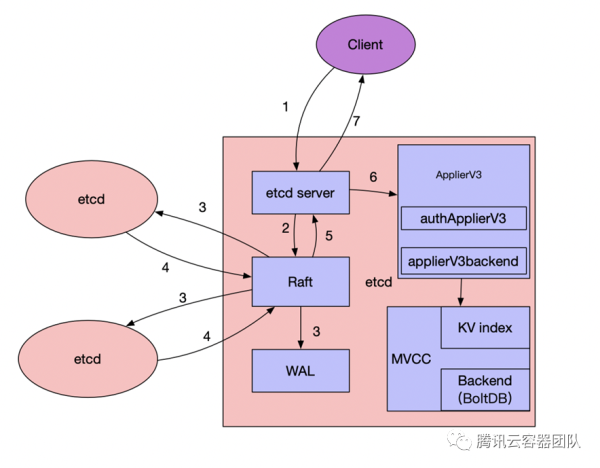 Client
1
7
etcd server
6
ApplierV3
authApplierV3
applierV3backend
etcd
3
4
2
5
Raft
etcd
3
4
etcd
3
WAL
MVCC
KV index
Backend
（BoltDB）
腾讯云容器团队